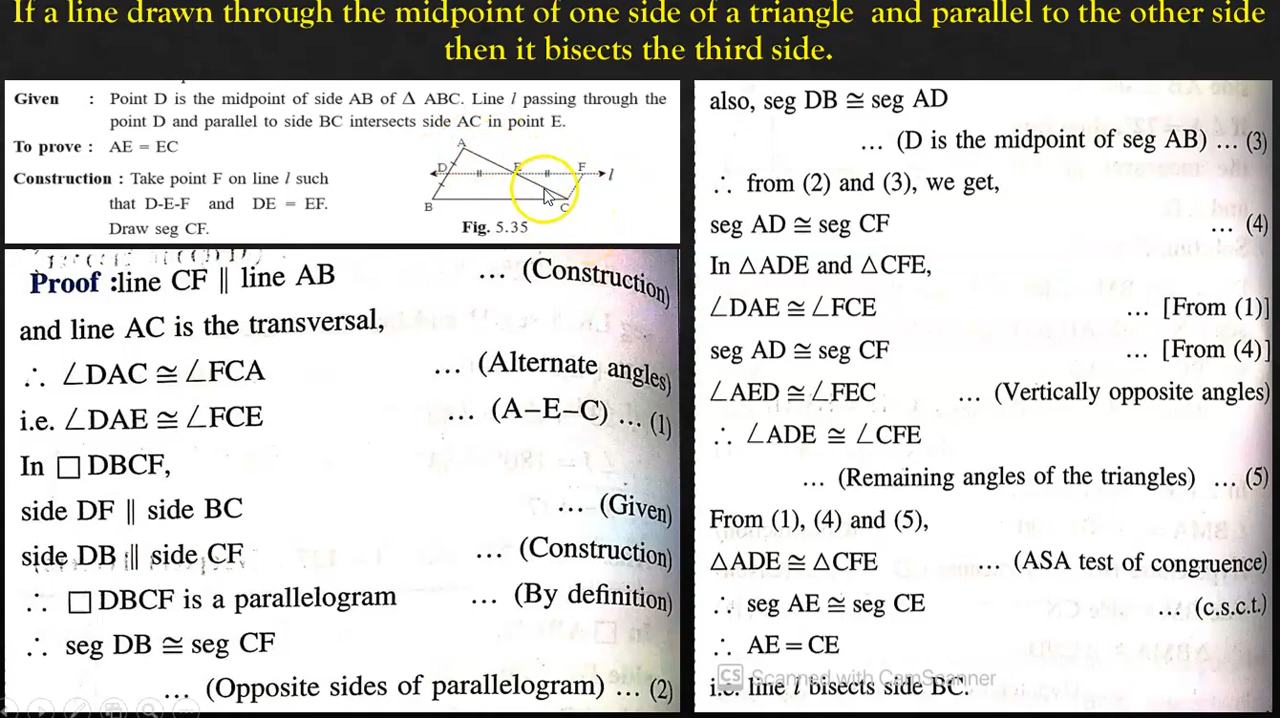 If a line drawn through the midpoint of one side of a triangle and parallel to the other side
then it bisects the third side.
Given : Point D is the midpoint of side AB of Δ ABC. Line l passing through the
point D and parallel to side BC intersects side AC in point E.
To prove : AE = EC
Construction : Take point F on line l such
that D-E-F and DE = EF.
Draw seg CF.
A
D E F l
B C
Fig. 5.35
Proof :line CF ∥ line AB ... (Construction)
and line AC is the transversal,
∴ ∠DAC ≅ ∠FCA ... (Alternate angles)
i.e. ∠DAE ≅ ∠FCE ... (A–E–C) ... (1)
In □ DBCF,
side DF ∥ side BC ... (Given)
side DB ∥ side CF ... (Construction)
∴ □ DBCF is a parallelogram ... (By definition)
∴ seg DB ≅ seg CF
... (Opposite sides of parallelogram) ... (2)
also, seg DB ≅ seg AD
... (D is the midpoint of seg AB) ... (3)
∴ from (2) and (3), we get,
seg AD ≅ seg CF ... (4)
In △ADE and △CFE,
∠DAE ≅ ∠FCE ... [From (1)]
seg AD ≅ seg CF ... [From (4)]
∠AED ≅ ∠FEC ... (Vertically opposite angles)
∴ ∠ADE ≅ ∠CFE
... (Remaining angles of the triangles) ... (5)
From (1), (4) and (5),
△ADE ≅ △CFE ... (ASA test of congruence)
∴ seg AE ≅ seg CE ... (c.s.c.t.)
∴ AE = CE
i.e. line l bisects side BC.
CS Scanned with CamScanner